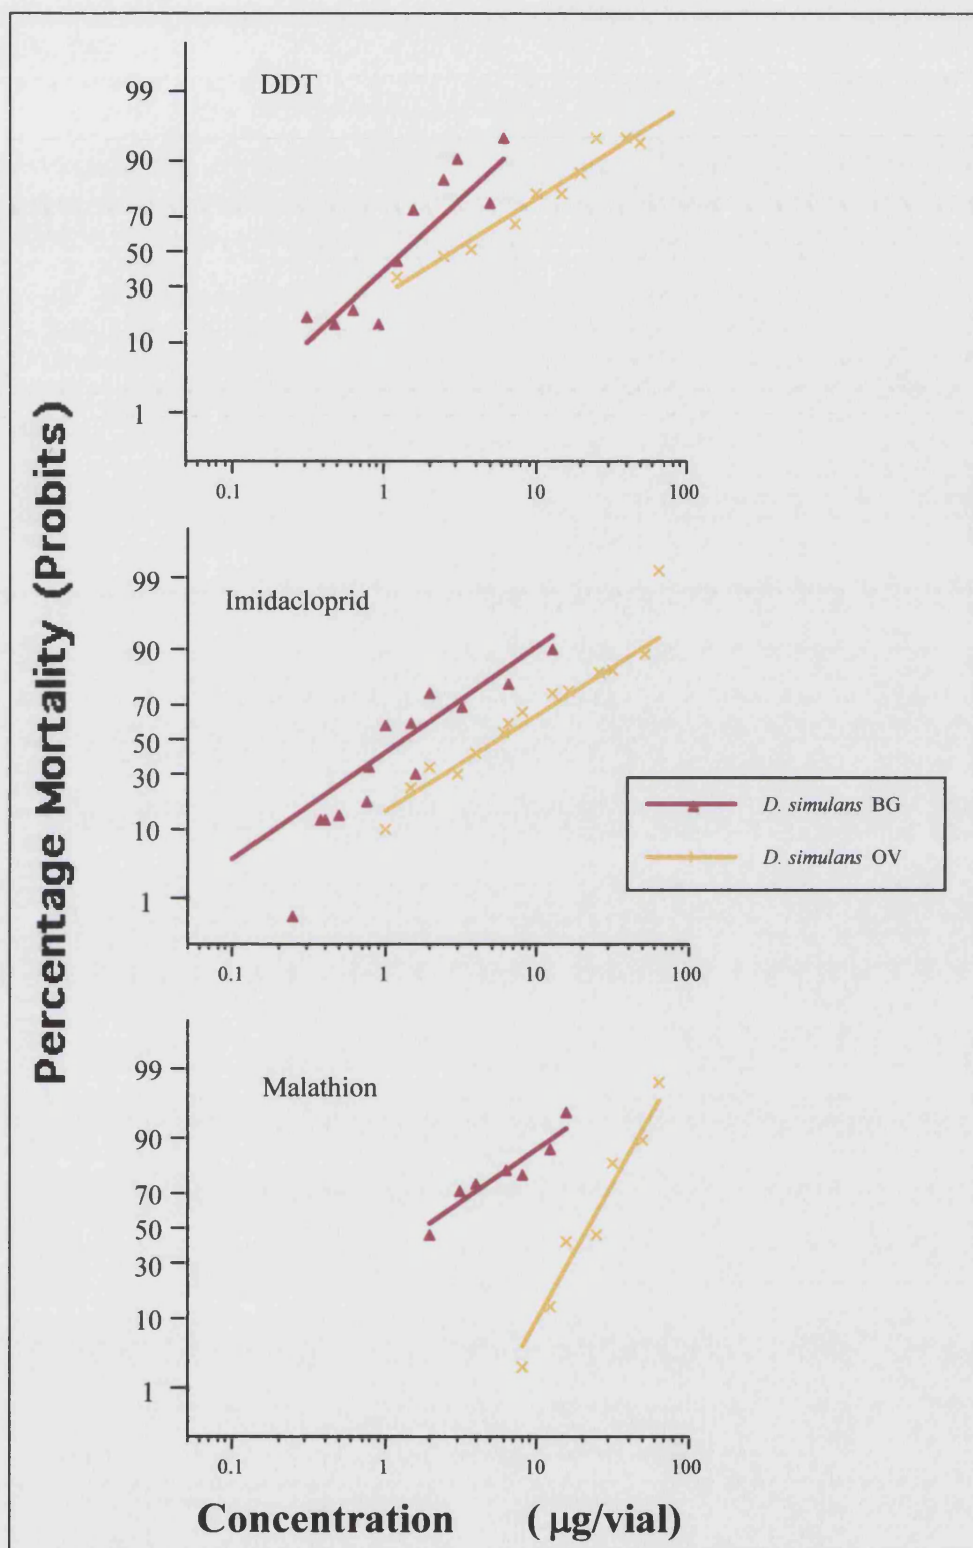 Percentage Mortality (Probits)
DDT
99
90
70
50
30
10
1
0.1 1 10 100
Imidacloprid
99
90
70
50
30
10
1
0.1 1 10 100
D. simulans BG
D. simulans OV
Malathion
99
90
70
50
30
10
1
0.1 1 10 100
Concentration ( µg/vial)